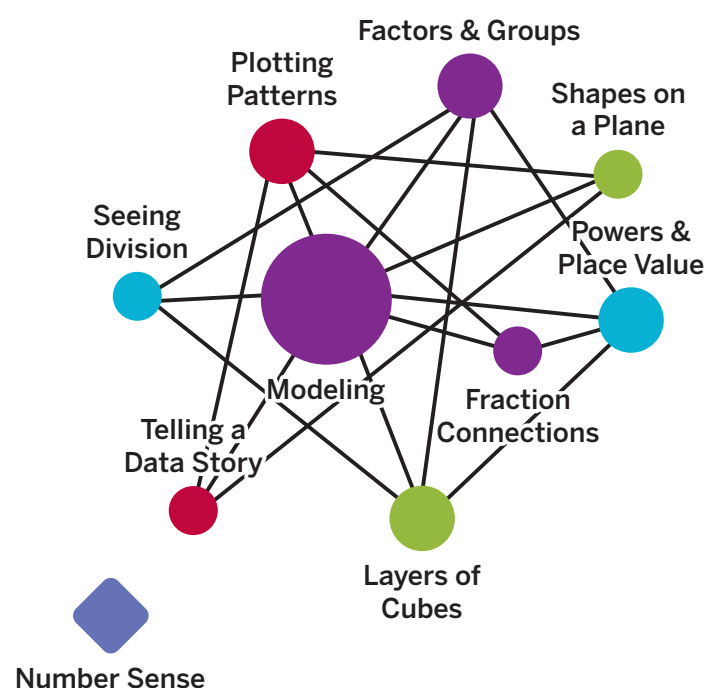 Factors & Groups
Plotting
Patterns
Shapes on
a Plane
Seeing
Division
Powers &
Place Value
Modeling
Fraction
Connections
Telling a
Data Story
Layers of
Cubes
Number Sense